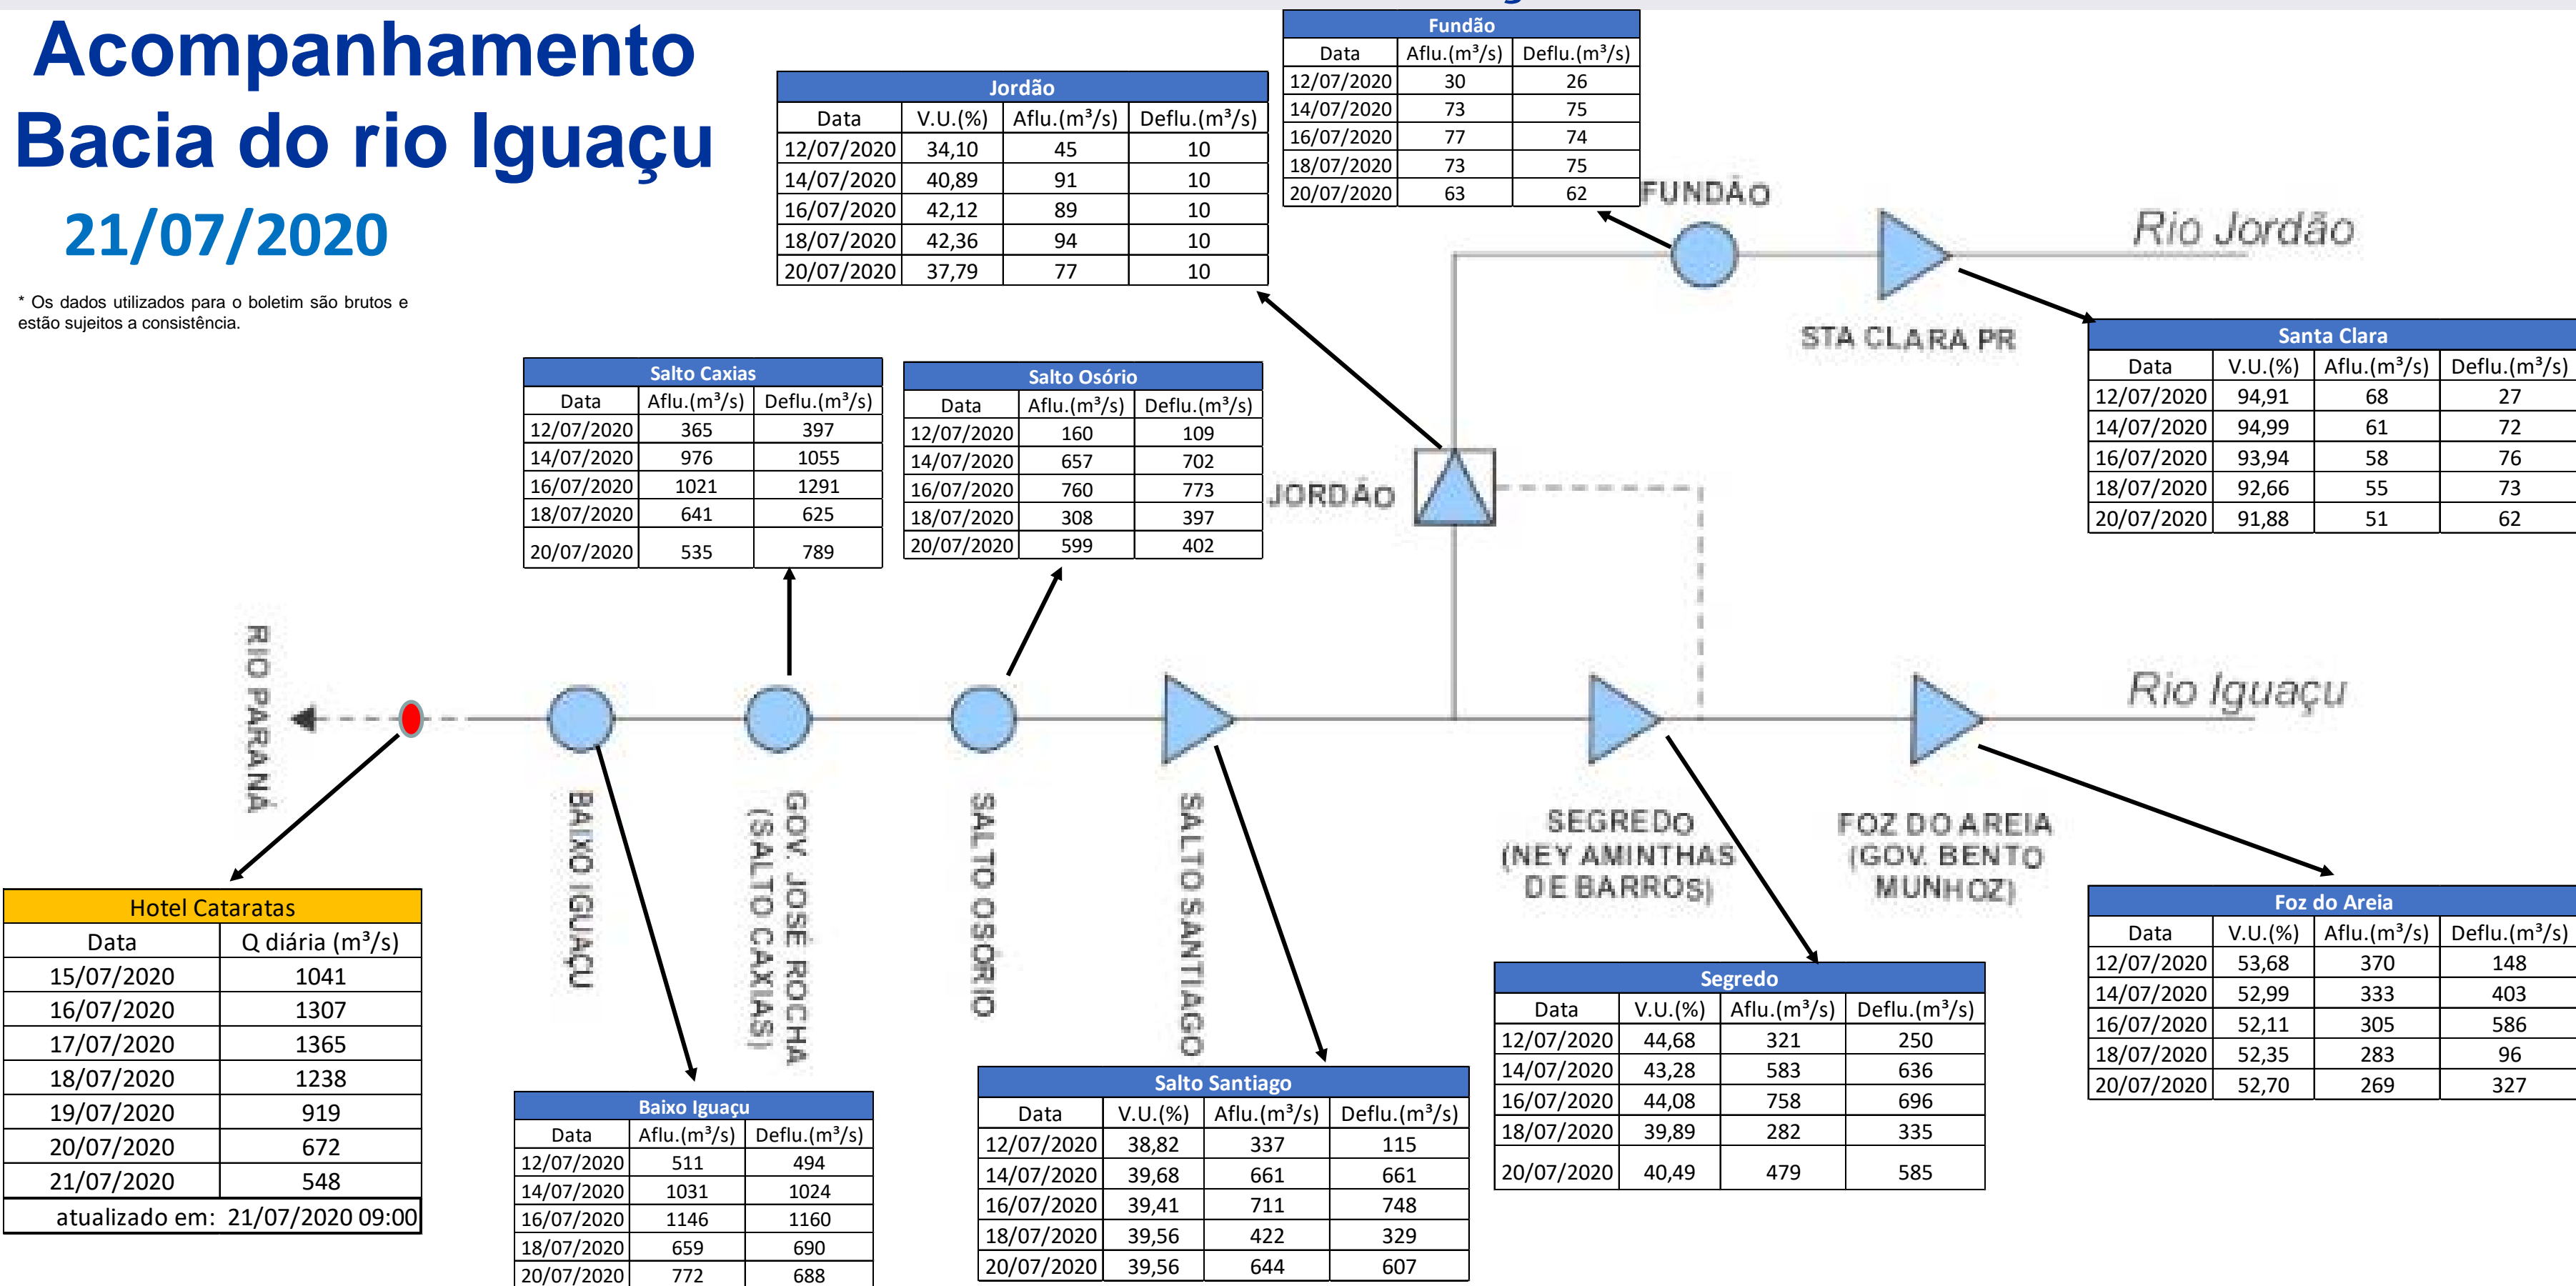 Acompanhamento
Bacia do rio Iguaçu
21/07/2020
* Os dados utilizados para o boletim são brutos e
estão sujeitos a consistência.
Fundão
Data Aflu.(m³/s) Deflu.(m³/s)
12/07/2020 30 26
14/07/2020 73 75
16/07/2020 77 74
18/07/2020 73 75
20/07/2020 63 62
Jordão
Data V.U.(%) Aflu.(m³/s) Deflu.(m³/s)
12/07/2020 34,10 45 10
14/07/2020 40,89 91 10
16/07/2020 42,12 89 10
18/07/2020 42,36 94 10
20/07/2020 37,79 77 10
FUNDÃO
Rio Jordão
STA CLARA PR
Santa Clara
Data V.U.(%) Aflu.(m³/s) Deflu.(m³/s)
12/07/2020 94,91 68 27
14/07/2020 94,99 61 72
16/07/2020 93,94 58 76
18/07/2020 92,66 55 73
20/07/2020 91,88 51 62
Salto Caxias
Data Aflu.(m³/s) Deflu.(m³/s)
12/07/2020 365 397
14/07/2020 976 1055
16/07/2020 1021 1291
18/07/2020 641 625
20/07/2020 535 789
Salto Osório
Data Aflu.(m³/s) Deflu.(m³/s)
12/07/2020 160 109
14/07/2020 657 702
16/07/2020 760 773
18/07/2020 308 397
20/07/2020 599 402
JORDÃO
RIO PARANÁ
Rio Iguaçu
BAIXO IGUAÇU
GOV. JOSÉ ROCHA
(SALTO CAXIAS)
SALTO OSÓRIO
SALTO SANTIAGO
SEGREDO
(NEY AMINTHAS
DE BARROS)
FOZ DO AREIA
(GOV. BENTO
MUNHOZ)
Hotel Cataratas
Data Q diária (m³/s)
15/07/2020 1041
16/07/2020 1307
17/07/2020 1365
18/07/2020 1238
19/07/2020 919
20/07/2020 672
21/07/2020 548
atualizado em: 21/07/2020 09:00
Baixo Iguaçu
Data Aflu.(m³/s) Deflu.(m³/s)
12/07/2020 511 494
14/07/2020 1031 1024
16/07/2020 1146 1160
18/07/2020 659 690
20/07/2020 772 688
Salto Santiago
Data V.U.(%) Aflu.(m³/s) Deflu.(m³/s)
12/07/2020 38,82 337 115
14/07/2020 39,68 661 661
16/07/2020 39,41 711 748
18/07/2020 39,56 422 329
20/07/2020 39,56 644 607
Segredo
Data V.U.(%) Aflu.(m³/s) Deflu.(m³/s)
12/07/2020 44,68 321 250
14/07/2020 43,28 583 636
16/07/2020 44,08 758 696
18/07/2020 39,89 282 335
20/07/2020 40,49 479 585
Foz do Areia
Data V.U.(%) Aflu.(m³/s) Deflu.(m³/s)
12/07/2020 53,68 370 148
14/07/2020 52,99 333 403
16/07/2020 52,11 305 586
18/07/2020 52,35 283 96
20/07/2020 52,70 269 327